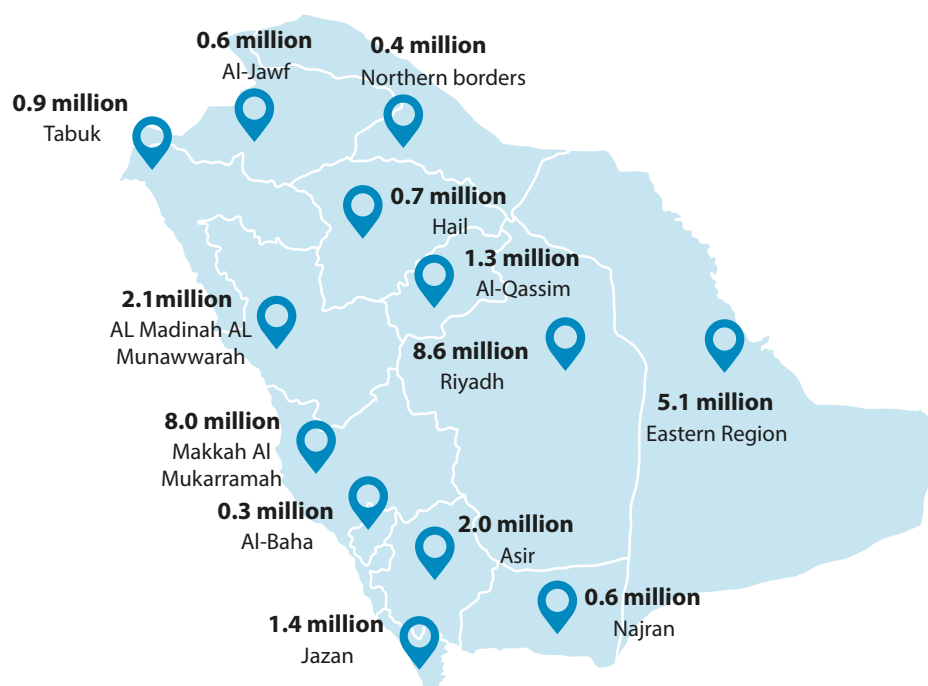 0.6 million
Al-Jawf
0.4 million
Northern borders
0.9 million
Tabuk
0.7 million
Hail
1.3 million
Al-Qassim
2.1million
AL Madinah AL
Munawwarah
8.6 million
Riyadh
5.1 million
Eastern Region
8.0 million
Makkah Al
Mukarramah
0.3 million
Al-Baha
2.0 million
Asir
0.6 million
Najran
1.4 million
Jazan